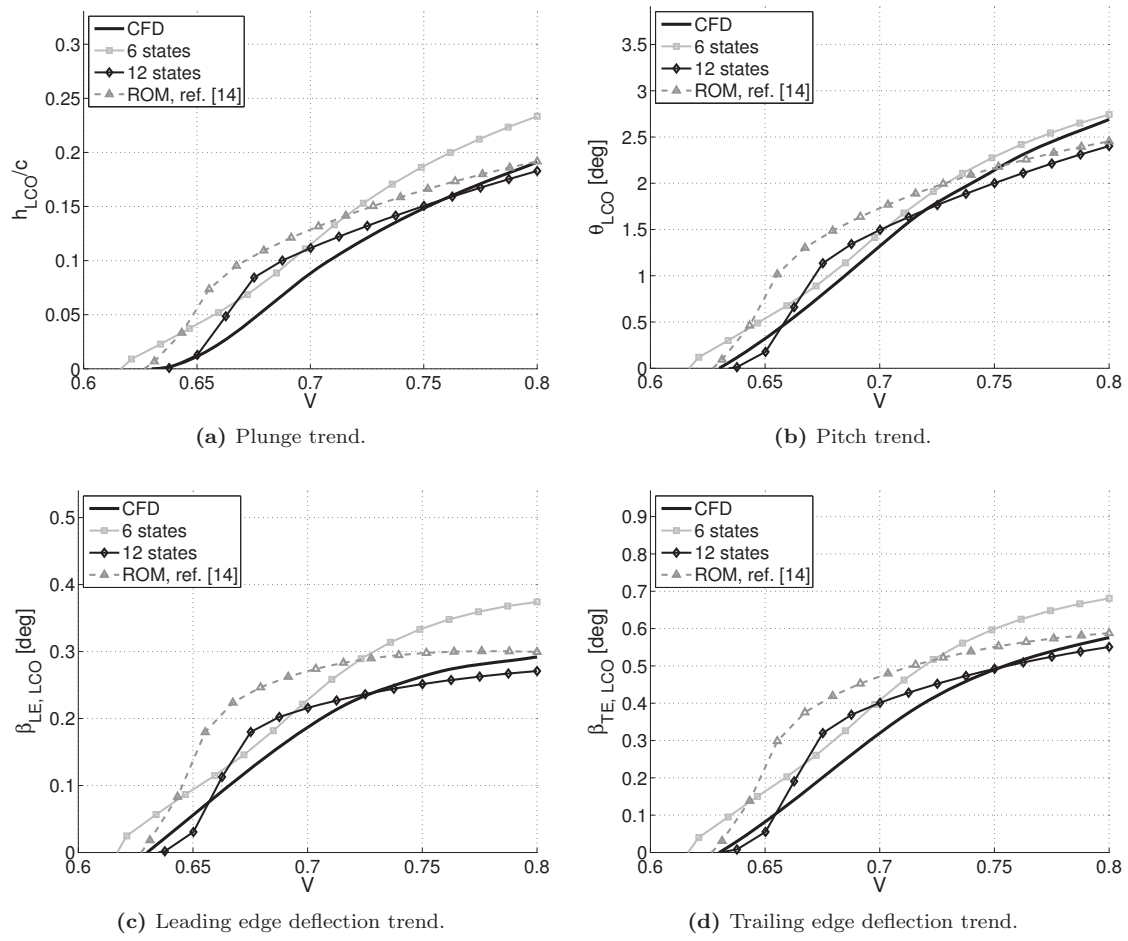 CFD
6 states
12 states
ROM, ref. [14]
0.3
0.25
0.2
0.15
0.1
0.05
0
h_LCO/c
0.6
0.65
0.7
0.75
0.8
V
(a) Plunge trend.
CFD
6 states
12 states
ROM, ref. [14]
3.5
3
2.5
2
1.5
1
0.5
0
θ_LCO [deg]
0.6
0.65
0.7
0.75
0.8
V
(b) Pitch trend.
CFD
6 states
12 states
ROM, ref. [14]
0.5
0.4
0.3
0.2
0.1
0
β_LE, LCO [deg]
0.6
0.65
0.7
0.75
0.8
V
(c) Leading edge deflection trend.
CFD
6 states
12 states
ROM, ref. [14]
0.9
0.8
0.7
0.6
0.5
0.4
0.3
0.2
0.1
0
β_TE, LCO [deg]
0.6
0.65
0.7
0.75
0.8
V
(d) Trailing edge deflection trend.